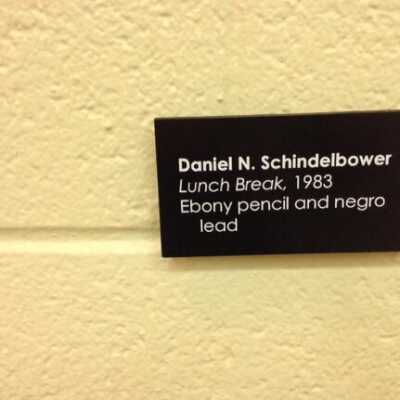 Daniel N. Schindelbower
Lunch Break, 1983
Ebony pencil and negro
lead